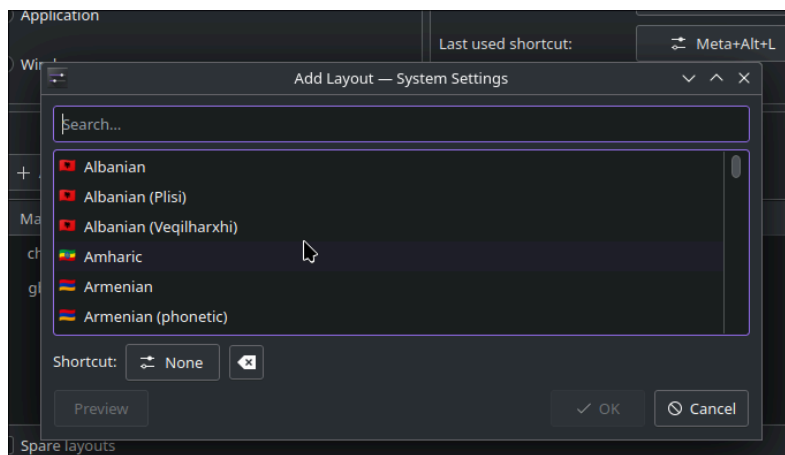 Application
Last used shortcut:
Meta+Alt+L
Add Layout — System Settings
Search...
Albanian
Albanian (Plisi)
Albanian (Veqilharxhi)
Amharic
Armenian
Armenian (phonetic)
Shortcut:
None
Preview
OK
Cancel
Spare layouts